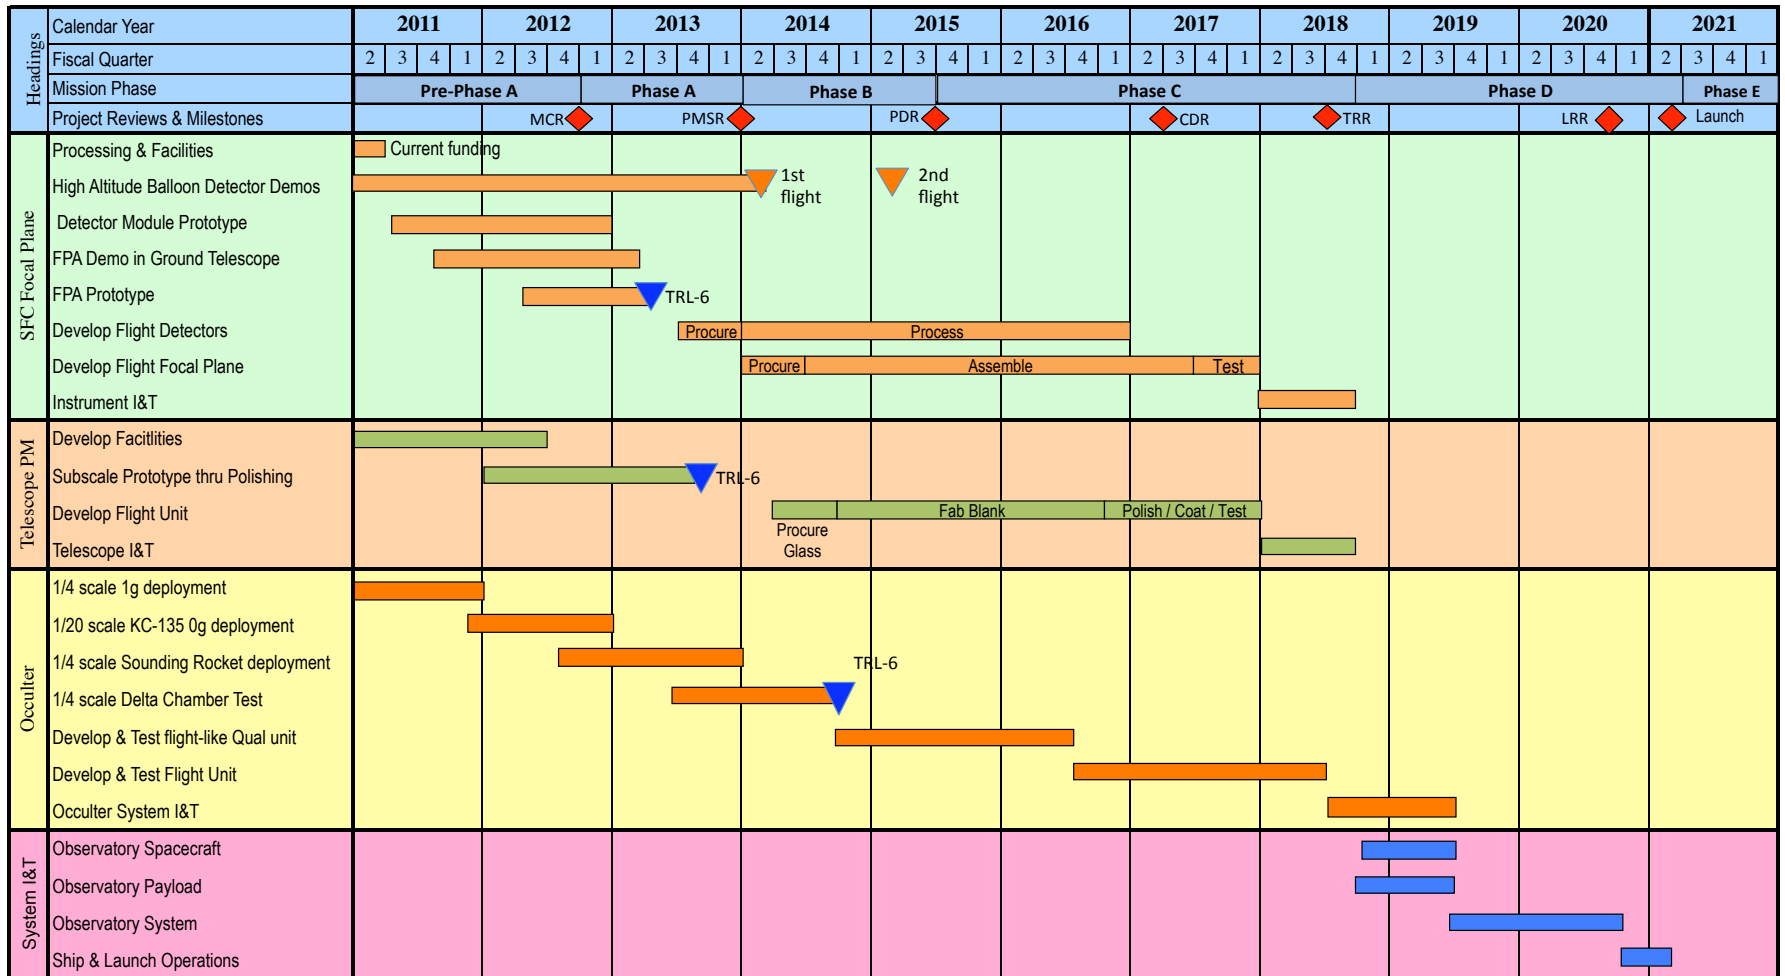 Headings
Calendar Year 2011 2012 2013 2014 2015 2016 2017 2018 2019 2020 2021
Fiscal Quarter 2 3 4 1 2 3 4 1 2 3 4 1 2 3 4 1 2 3 4 1 2 3 4 1 2 3 4 1 2 3 4 1 2 3 4 1 2 3 4 1 2 3 4 1
Mission Phase Pre-Phase A Phase A Phase B Phase C Phase D Phase E
Project Reviews & Milestones MCR PMSR PDR CDR TRR LRR Launch
SFC Focal Plane
Processing & Facilities Current funding
High Altitude Balloon Detector Demos 1st flight 2nd flight
Detector Module Prototype
FPA Demo in Ground Telescope
FPA Prototype TRL-6
Develop Flight Detectors Procure Process
Develop Flight Focal Plane Procure Assemble Test
Instrument I&T
Telescope PM
Develop Facitlities
Subscale Prototype thru Polishing TRL-6
Develop Flight Unit Fab Blank Polish / Coat / Test
Procure
Glass
Telescope I&T
Occulter
1/4 scale 1g deployment
1/20 scale KC-135 0g deployment
1/4 scale Sounding Rocket deployment TRL-6
1/4 scale Delta Chamber Test
Develop & Test flight-like Qual unit
Develop & Test Flight Unit
Occulter System I&T
System I&T
Observatory Spacecraft
Observatory Payload
Observatory System
Ship & Launch Operations